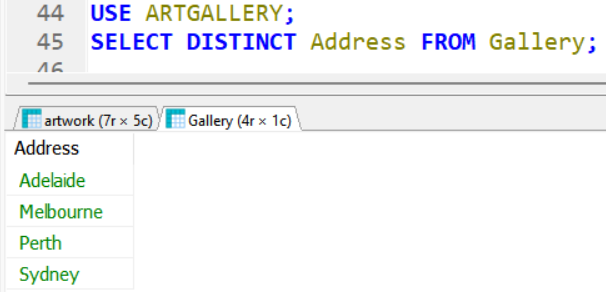 44 USE ARTGALLERY;
45 SELECT DISTINCT Address FROM Gallery;
46
artwork (7r × 5c) Gallery (4r × 1c)
Address
Adelaide
Melbourne
Perth
Sydney